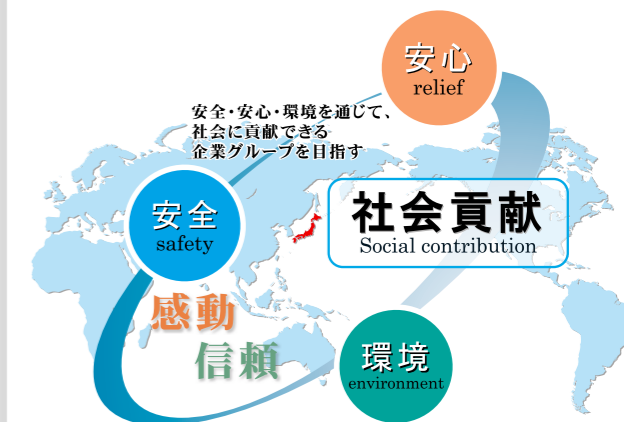 安心
relief
安全・安心・環境を通じて、
社会に貢献できる
企業グループを目指す
安全
safety
社会貢献
Social contribution
感動
信頼
環境
environment